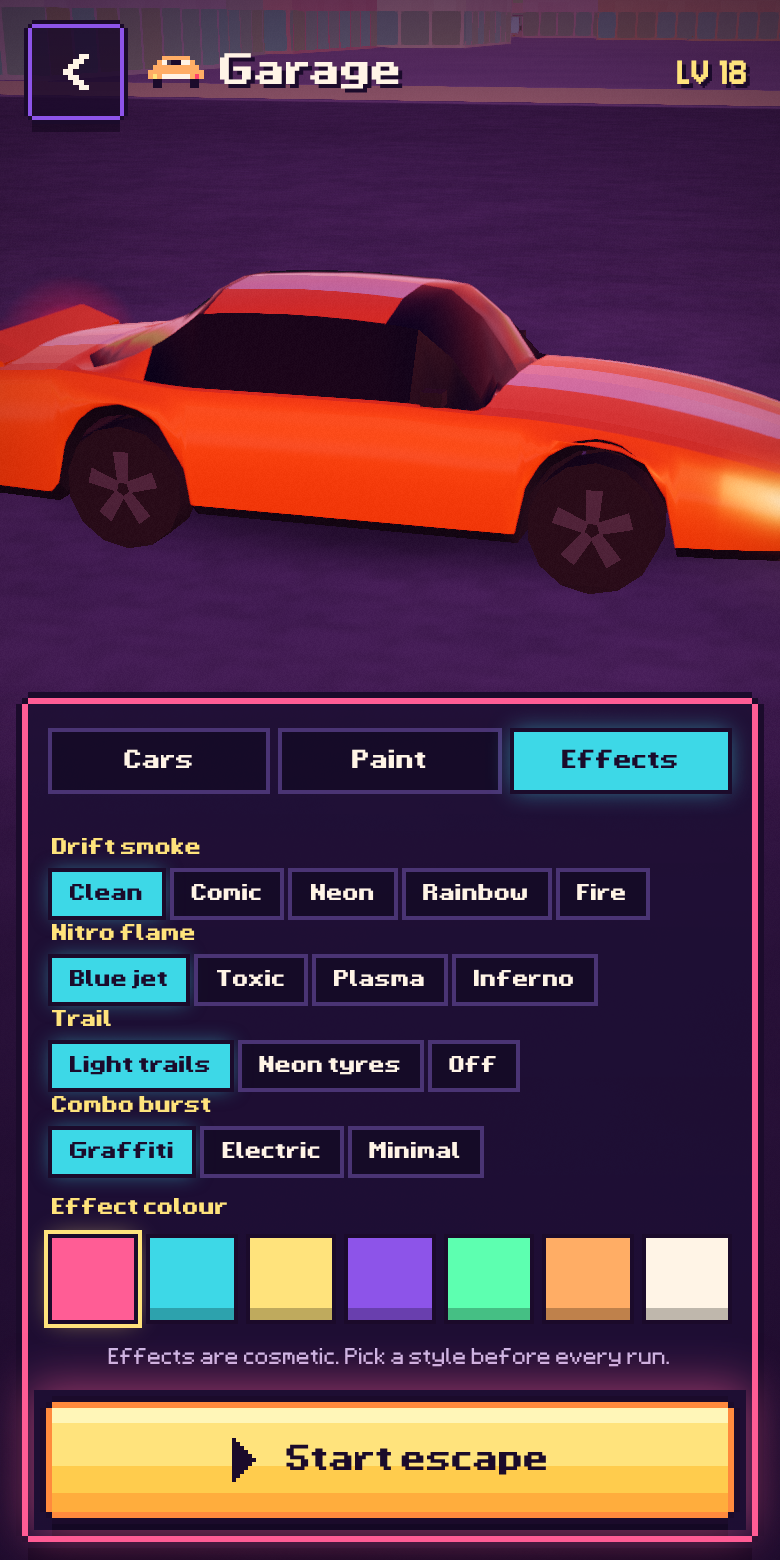 Garage
LV 18
Cars Paint Effects
Drift smoke
Clean Comic Neon Rainbow Fire
Nitro flame
Blue jet Toxic Plasma Inferno
Trail
Light trails Neon tyres Off
Combo burst
Graffiti Electric Minimal
Effect colour
Effects are cosmetic. Pick a style before every run.
Start escape